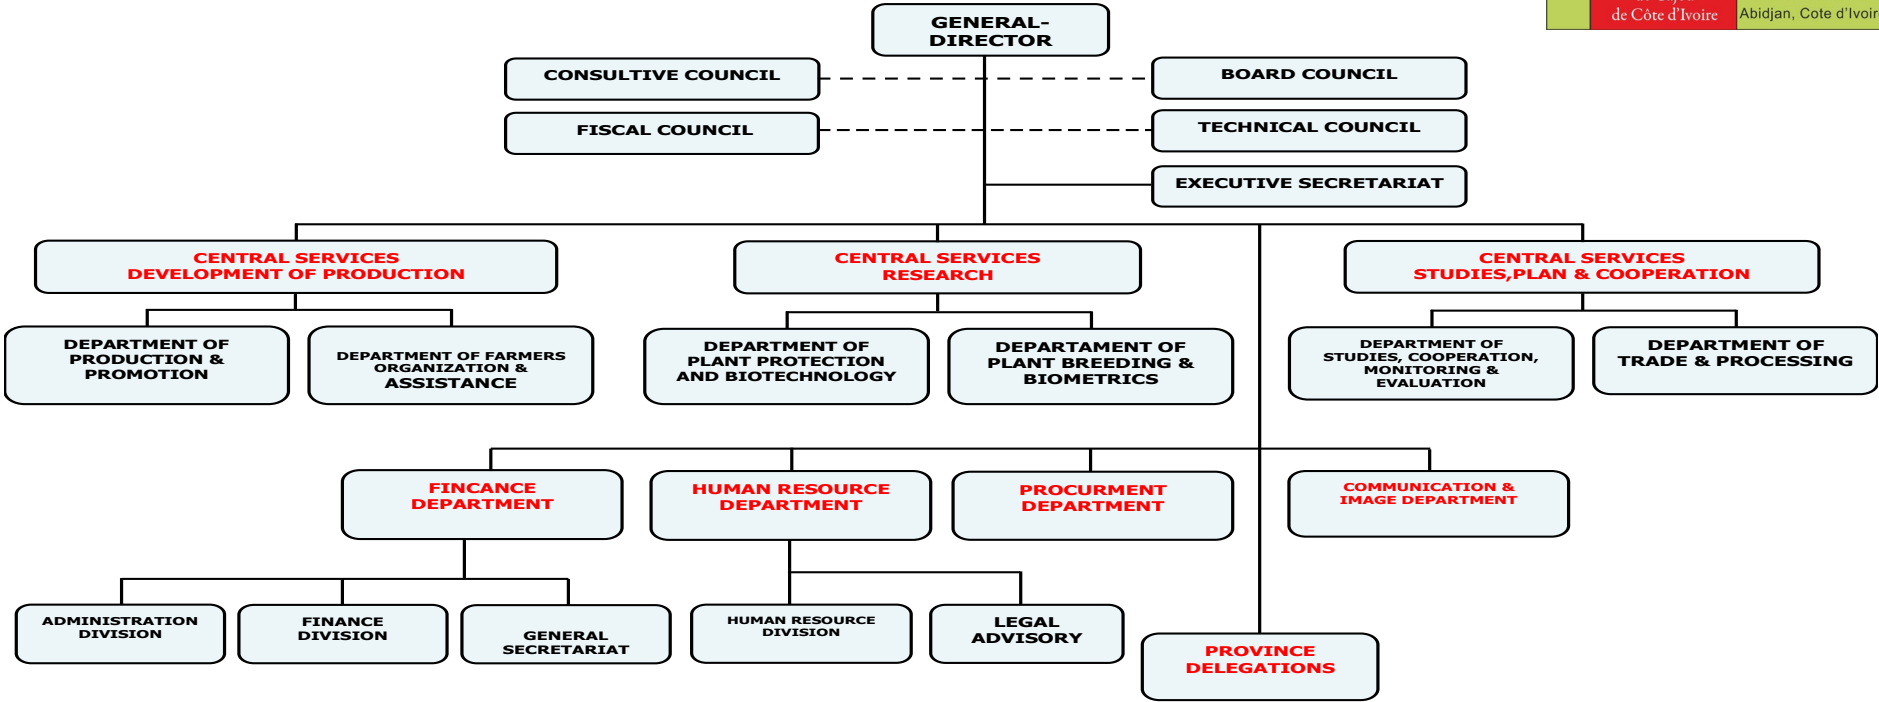 GENERAL-
DIRECTOR
de Côte d'Ivoire
Abidjan, Cote d'Ivoire
CONSULTIVE COUNCIL
BOARD COUNCIL
FISCAL COUNCIL
TECHNICAL COUNCIL
EXECUTIVE SECRETARIAT
CENTRAL SERVICES
DEVELOPMENT OF PRODUCTION
CENTRAL SERVICES
RESEARCH
CENTRAL SERVICES
STUDIES,PLAN & COOPERATION
DEPARTMENT OF
PRODUCTION &
PROMOTION
DEPARTMENT OF FARMERS
ORGANIZATION &
ASSISTANCE
DEPARTMENT OF
PLANT PROTECTION
AND BIOTECHNOLOGY
DEPARTAMENT OF
PLANT BREEDING &
BIOMETRICS
DEPARTMENT OF
STUDIES, COOPERATION,
MONITORING &
EVALUATION
DEPARTMENT OF
TRADE & PROCESSING
FINCANCE
DEPARTMENT
HUMAN RESOURCE
DEPARTMENT
PROCURMENT
DEPARTMENT
COMMUNICATION &
IMAGE DEPARTMENT
ADMINISTRATION
DIVISION
FINANCE
DIVISION
GENERAL
SECRETARIAT
HUMAN RESOURCE
DIVISION
LEGAL
ADVISORY
PROVINCE
DELEGATIONS